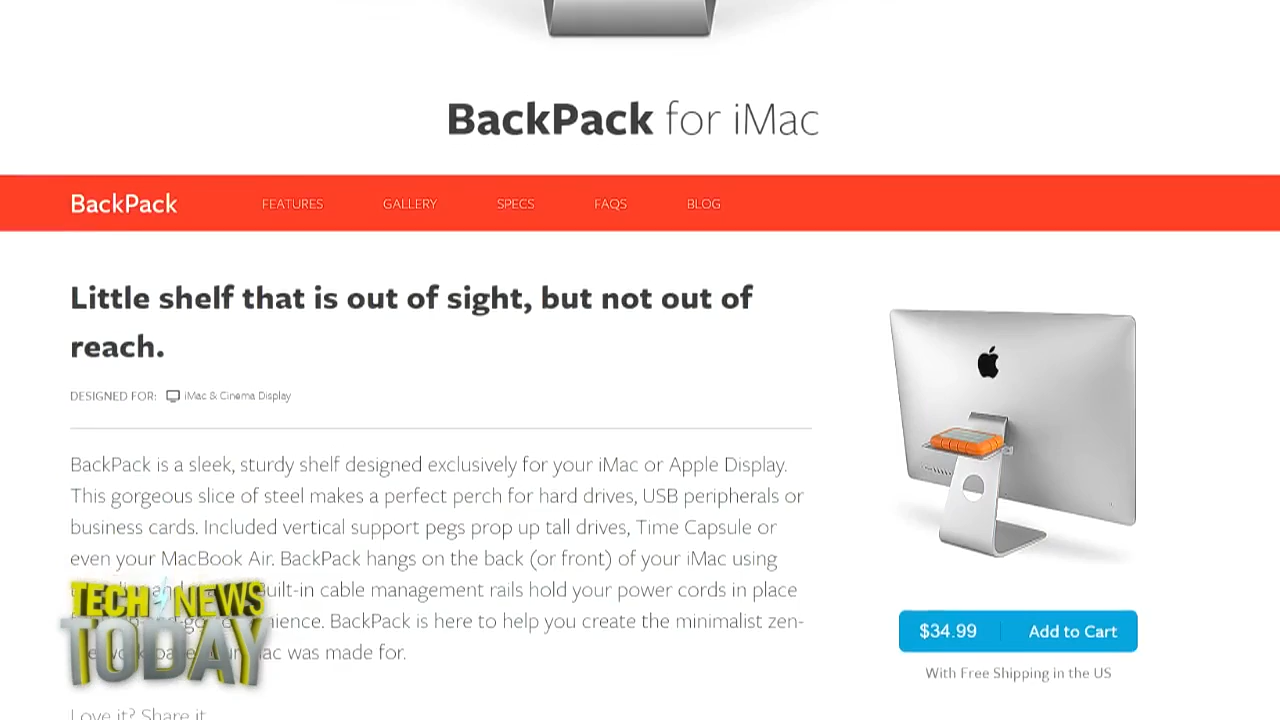 BackPack for iMac
BackPack FEATURES GALLERY SPECS FAQS BLOG
Little shelf that is out of sight, but not out of
reach.
DESIGNED FOR: iMac & Cinema Display
BackPack is a sleek, sturdy shelf designed exclusively for your iMac or Apple Display.
This gorgeous slice of steel makes a perfect perch for hard drives, USB peripherals or
business cards. Included vertical support pegs prop up tall drives, Time Capsule or
even your MacBook Air. BackPack hangs on the back (or front) of your iMac using
Built-in cable management rails hold your power cords in place
BackPack is here to help you create the minimalist zen-
was made for.
Love it? Share it
$34.99 Add to Cart
With Free Shipping in the US
TECH NEWS
TODAY